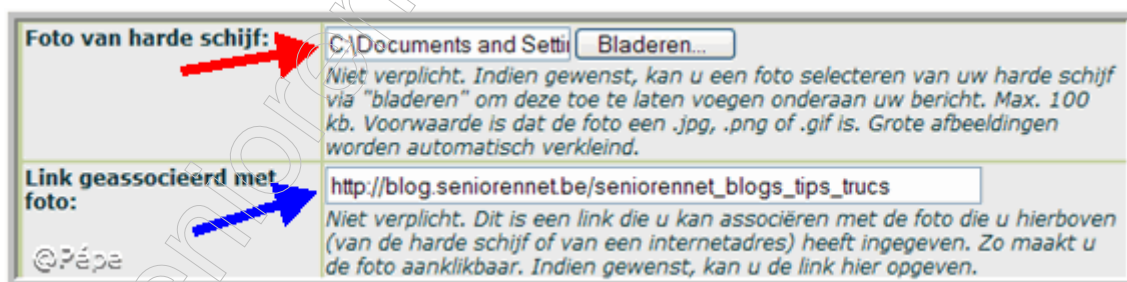 Foto van harde schijf:
C:\Documents and Setti Bladeren...
Niet verplicht. Indien gewenst, kan u een foto selecteren van uw harde schijf
via "bladeren" om deze toe te laten voegen onderaan uw bericht. Max. 100
kb. Voorwaarde is dat de foto een .jpg, .png of .gif is. Grote afbeeldingen
worden automatisch verkleind.
Link geassocieerd met
foto:
http://blog.seniorennet.be/seniorennet_blogs_tips_trucs
Niet verplicht. Dit is een link die u kan associëren met de foto die u hierboven
(van de harde schijf of van een internetadres) heeft ingegeven. Zo maakt u
de foto aanklikbaar. Indien gewenst, kan u de link hier opgeven.
@Pépe